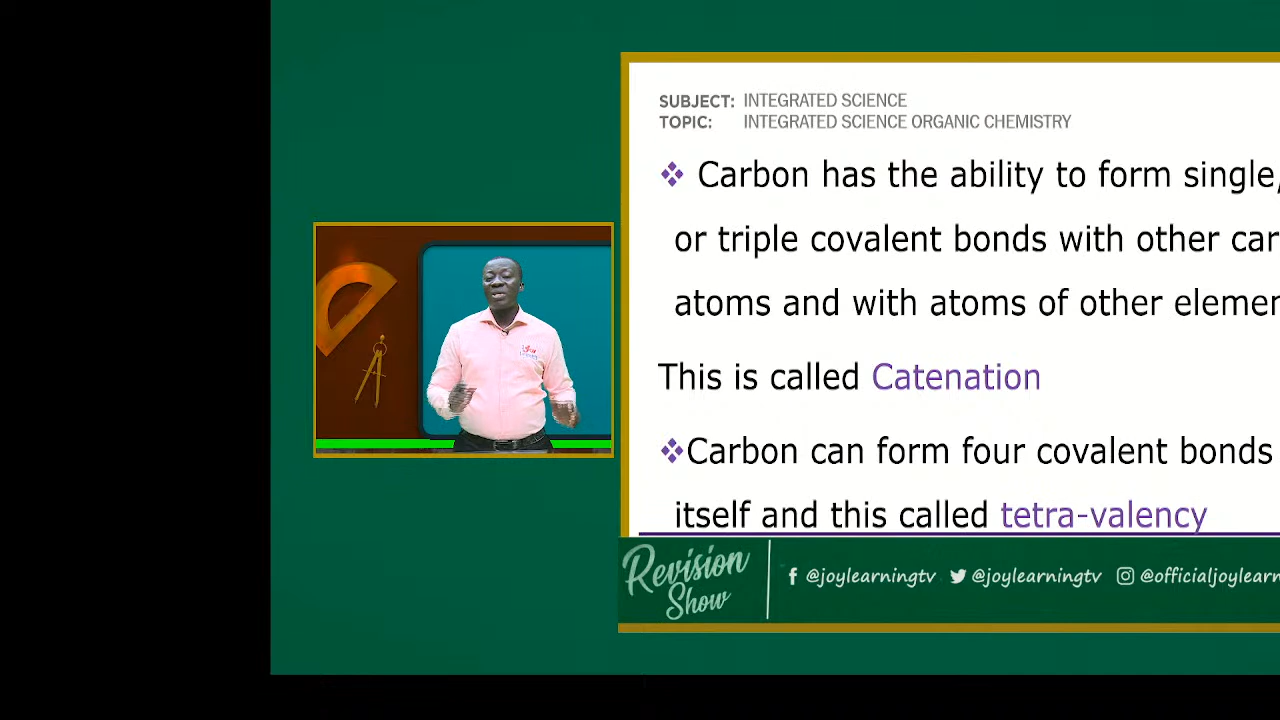 SUBJECT: INTEGRATED SCIENCE
TOPIC: INTEGRATED SCIENCE ORGANIC CHEMISTRY
❖ Carbon has the ability to form single,
or triple covalent bonds with other car
atoms and with atoms of other elemen
This is called Catenation
❖Carbon can form four covalent bonds
itself and this called tetra-valency
Revision
Show
@joylearningtv @joylearningtv @officialjoylearn